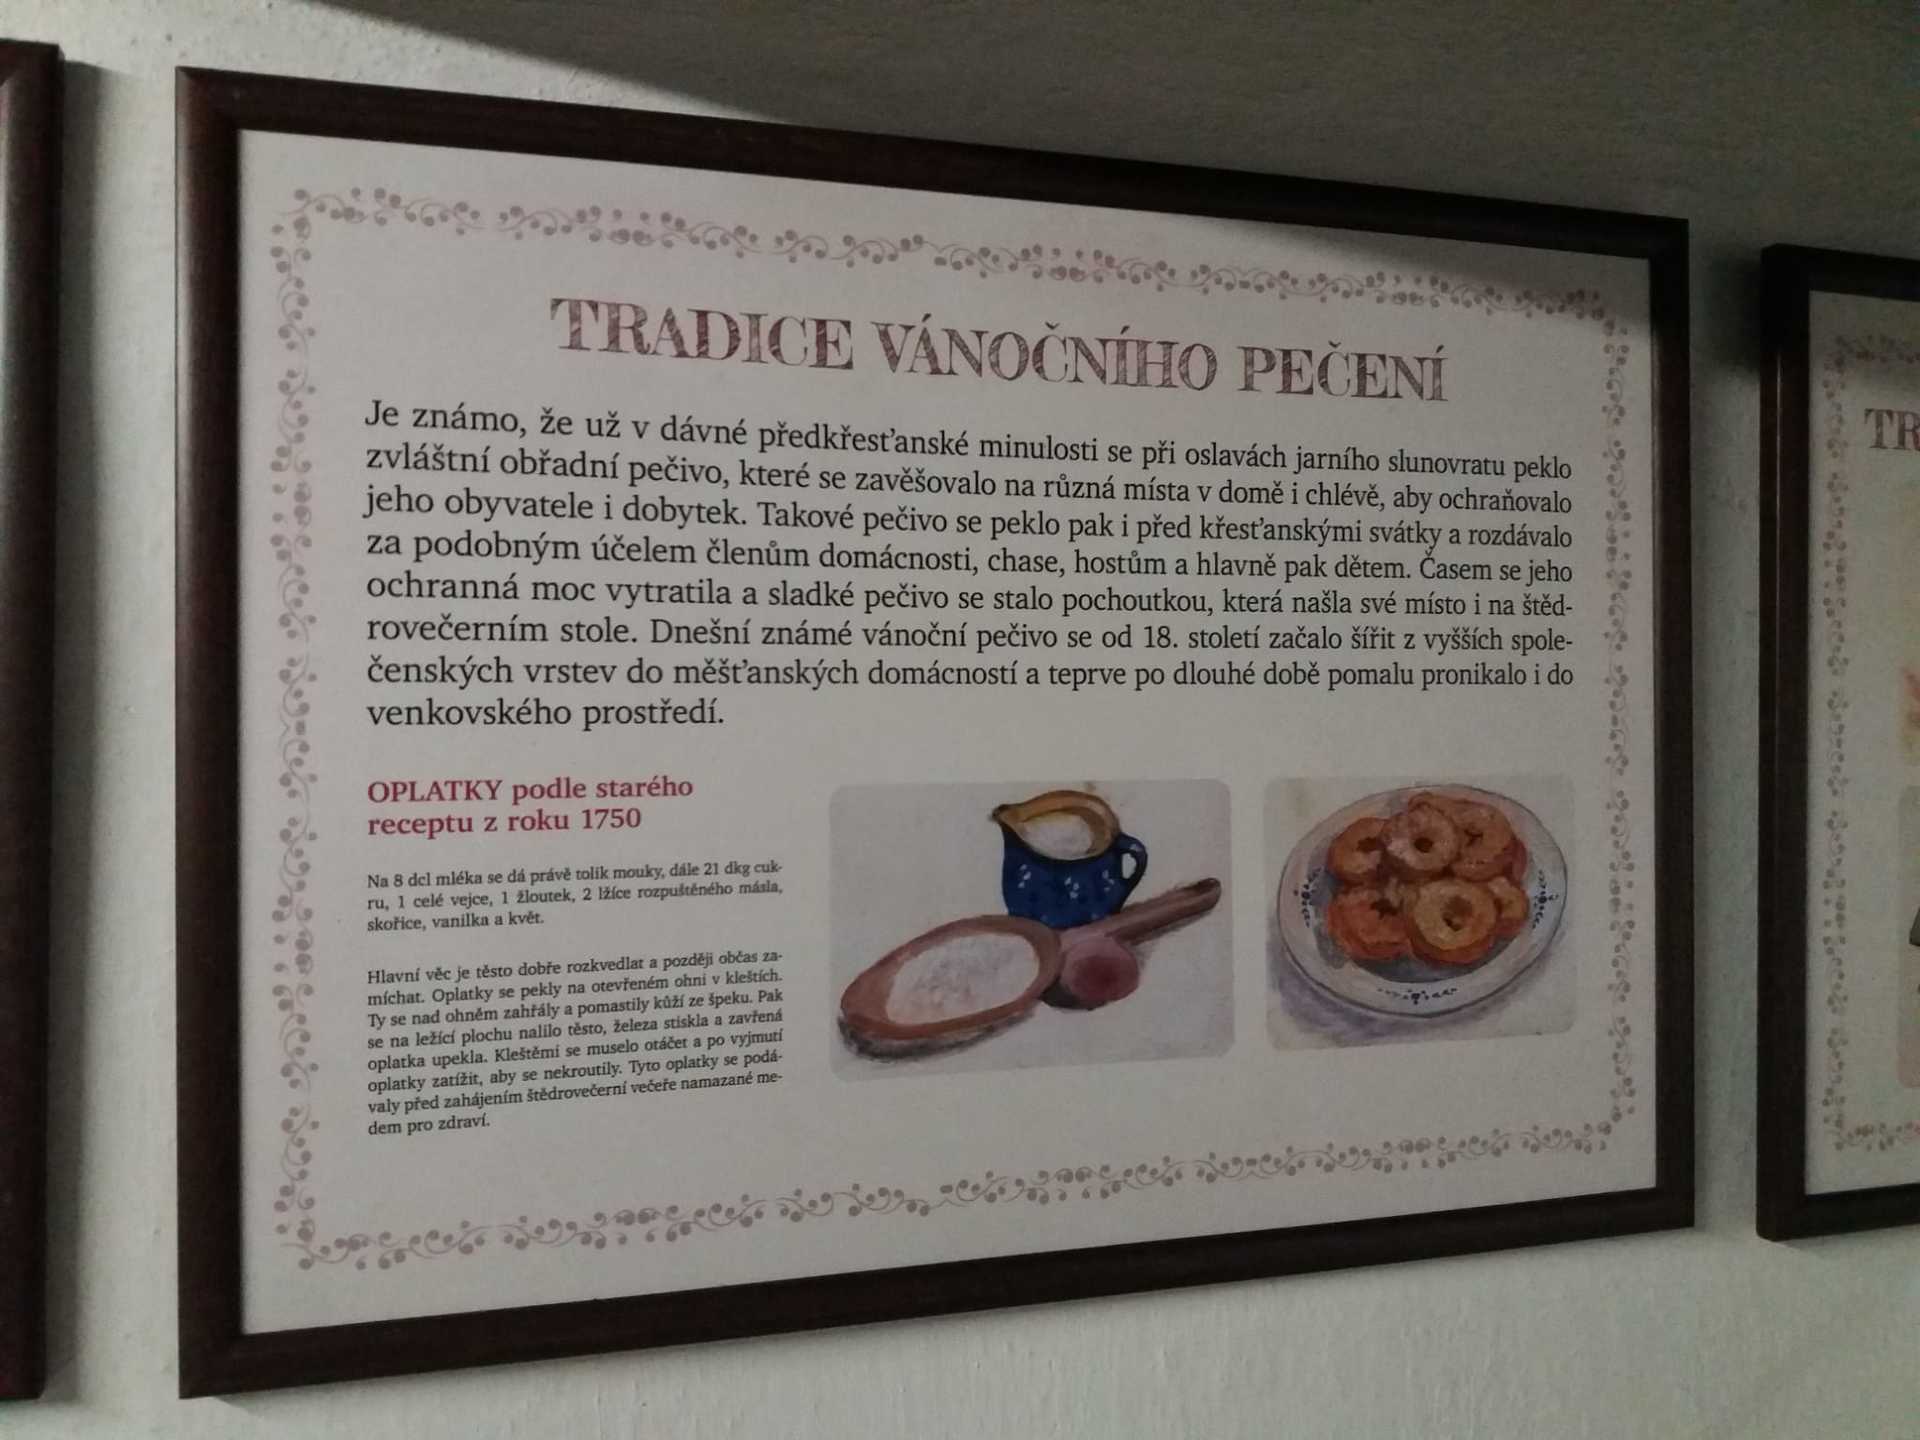 TRADICE VÁNOČNÍHO PEČENÍ
Je známo, že už v dávné předkřesťanské minulosti se při oslavách jarního slunovratu peklo
zvláštní obřadní pečivo, které se zavěšovalo na různá místa v domě i chlévě, aby ochraňovalo
jeho obyvatele i dobytek. Takové pečivo se peklo pak i před křesťanskými svátky a rozdávalo
za podobným účelem členům domácnosti, chase, hostům a hlavně pak dětem. Časem se jeho
ochranná moc vytratila a sladké pečivo se stalo pochoutkou, která našla své místo i na štěd-
rovečerním stole. Dnešní známé vánoční pečivo se od 18. století začalo šířit z vyšších spole-
čenských vrstev do měšťanských domácností a teprve po dlouhé době pomalu pronikalo i do
venkovského prostředí.
OPLATKY podle starého
receptu z roku 1750
Na 8 dcl mléka se dá právě tolik mouky, dále 21 dkg cuk-
ru, 1 celé vejce, 1 žloutek, 2 lžíce rozpuštěného másla,
skořice, vanilka a květ.
Hlavní věc je těsto dobře rozkvedlat a později občas za-
míchat. Oplatky se pekly na otevřeném ohni v kleštích.
Ty se nad ohněm zahřály a pomastily kůží ze špeku. Pak
se na ležící plochu nalilo těsto, železa stiskla a zavřená
oplatka upekla. Kleštěmi se muselo otáčet a po vyjmutí
oplatky zatížit, aby se nekroutily. Tyto oplatky se podá-
valy před zahájením štědrovečerní večeře namazané me-
dem pro zdraví.
TR